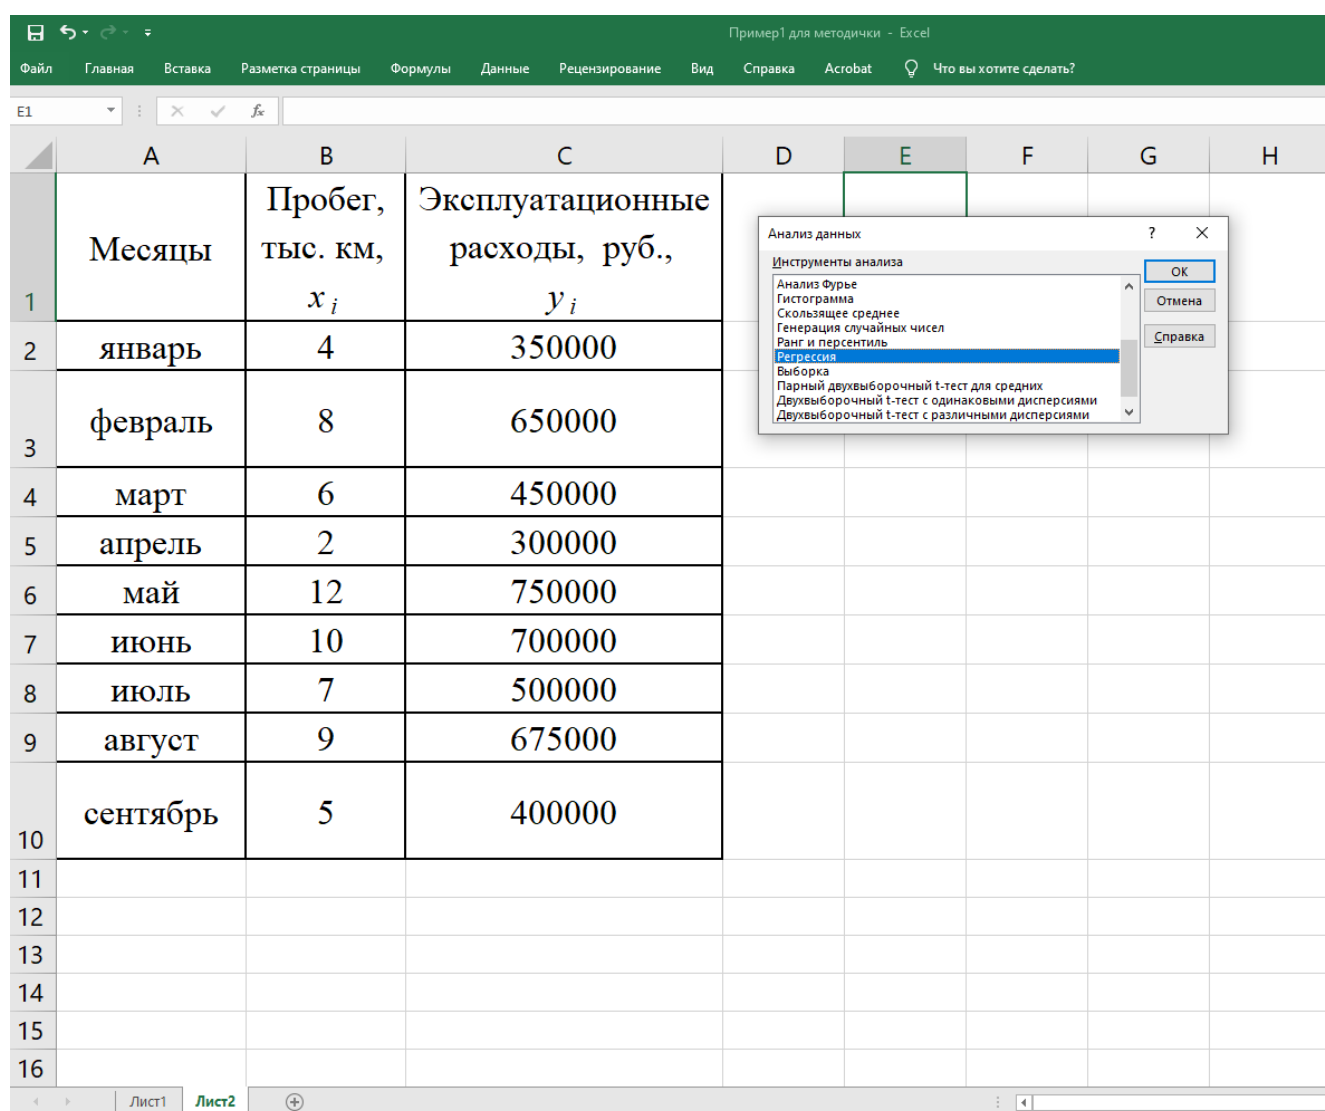 Пример1 для методички - Excel
Файл Главная Вставка Разметка страницы Формулы Данные Рецензирование Вид Справка Acrobat Что вы хотите сделать?
E1 fx
A B C D E F G H
1 Месяцы Пробег, тыс. км, x i Эксплуатационные расходы, руб., y i
2 январь 4 350000
3 февраль 8 650000
4 март 6 450000
5 апрель 2 300000
6 май 12 750000
7 июнь 10 700000
8 июль 7 500000
9 август 9 675000
10 сентябрь 5 400000
11
12
13
14
15
16
Анализ данных ? ×
Инструменты анализа
Анализ Фурье
Гистограмма
Скользящее среднее
Генерация случайных чисел
Ранг и персентиль
Регрессия
Выборка
Парный двухвыборочный t-тест для средних
Двухвыборочный t-тест с одинаковыми дисперсиями
Двухвыборочный t-тест с различными дисперсиями
ОК
Отмена
Справка
Лист1 Лист2